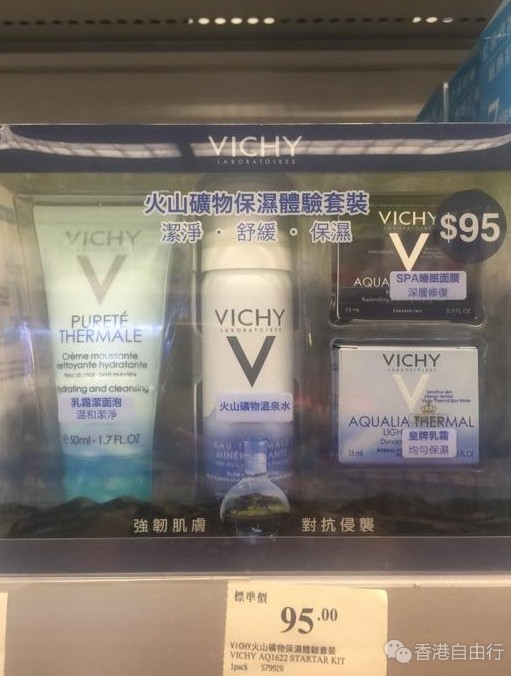 VICHY
LABORATOIRES
火山礦物保濕體驗套裝
潔淨 · 舒緩 · 保濕
$95
VICHY
LABORATOIRES
PURETÉ
THERMALE
Crème moussante
nettoyante hydratante
Hydrating and cleansing
乳霜潔面泡
溫和潔淨
50ml - 1.7 FL.OZ
VICHY
LABORATOIRES
火山礦物溫泉水
VICHY
AQUA
SPA睡眠面膜
深層修復
15 ml
VICHY
LABORATOIRES
AQUALIA THERMAL
LIGH
Dynam
皇牌乳霜
均勻保濕
15 ml
強韌肌膚
對抗侵襲
標準價
95.00
VICHY火山礦物保濕體驗套裝
VICHY AQ1622 STARTAR KIT
1pack 579920
香港自由行